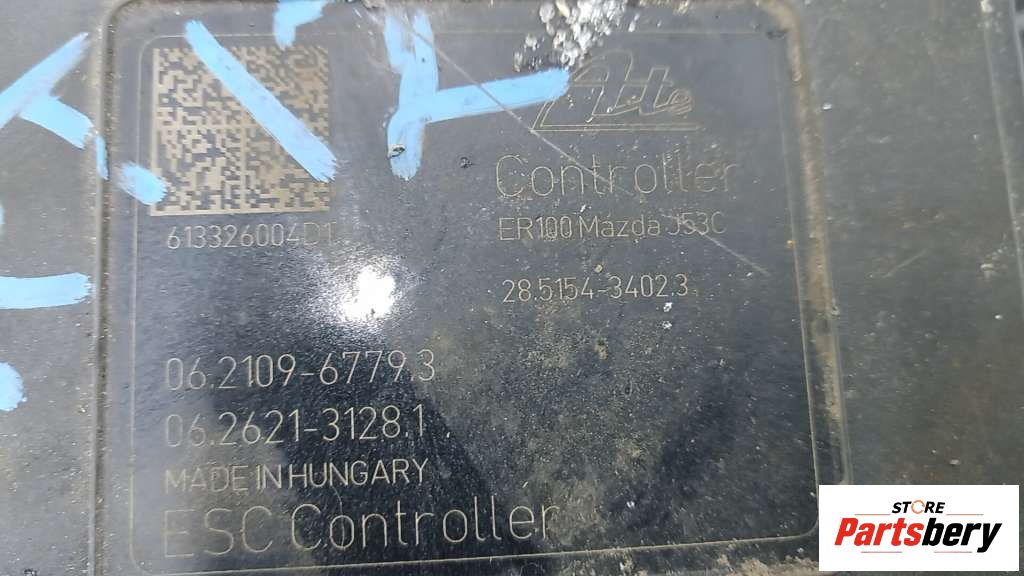 Ate
Controller
613326004D1
ER100 Mazda J53C
28.5154-3402.3
06.2109-6779.3
06.2621-3128.1
MADE IN HUNGARY
ESC Controller
STORE
Partsbery